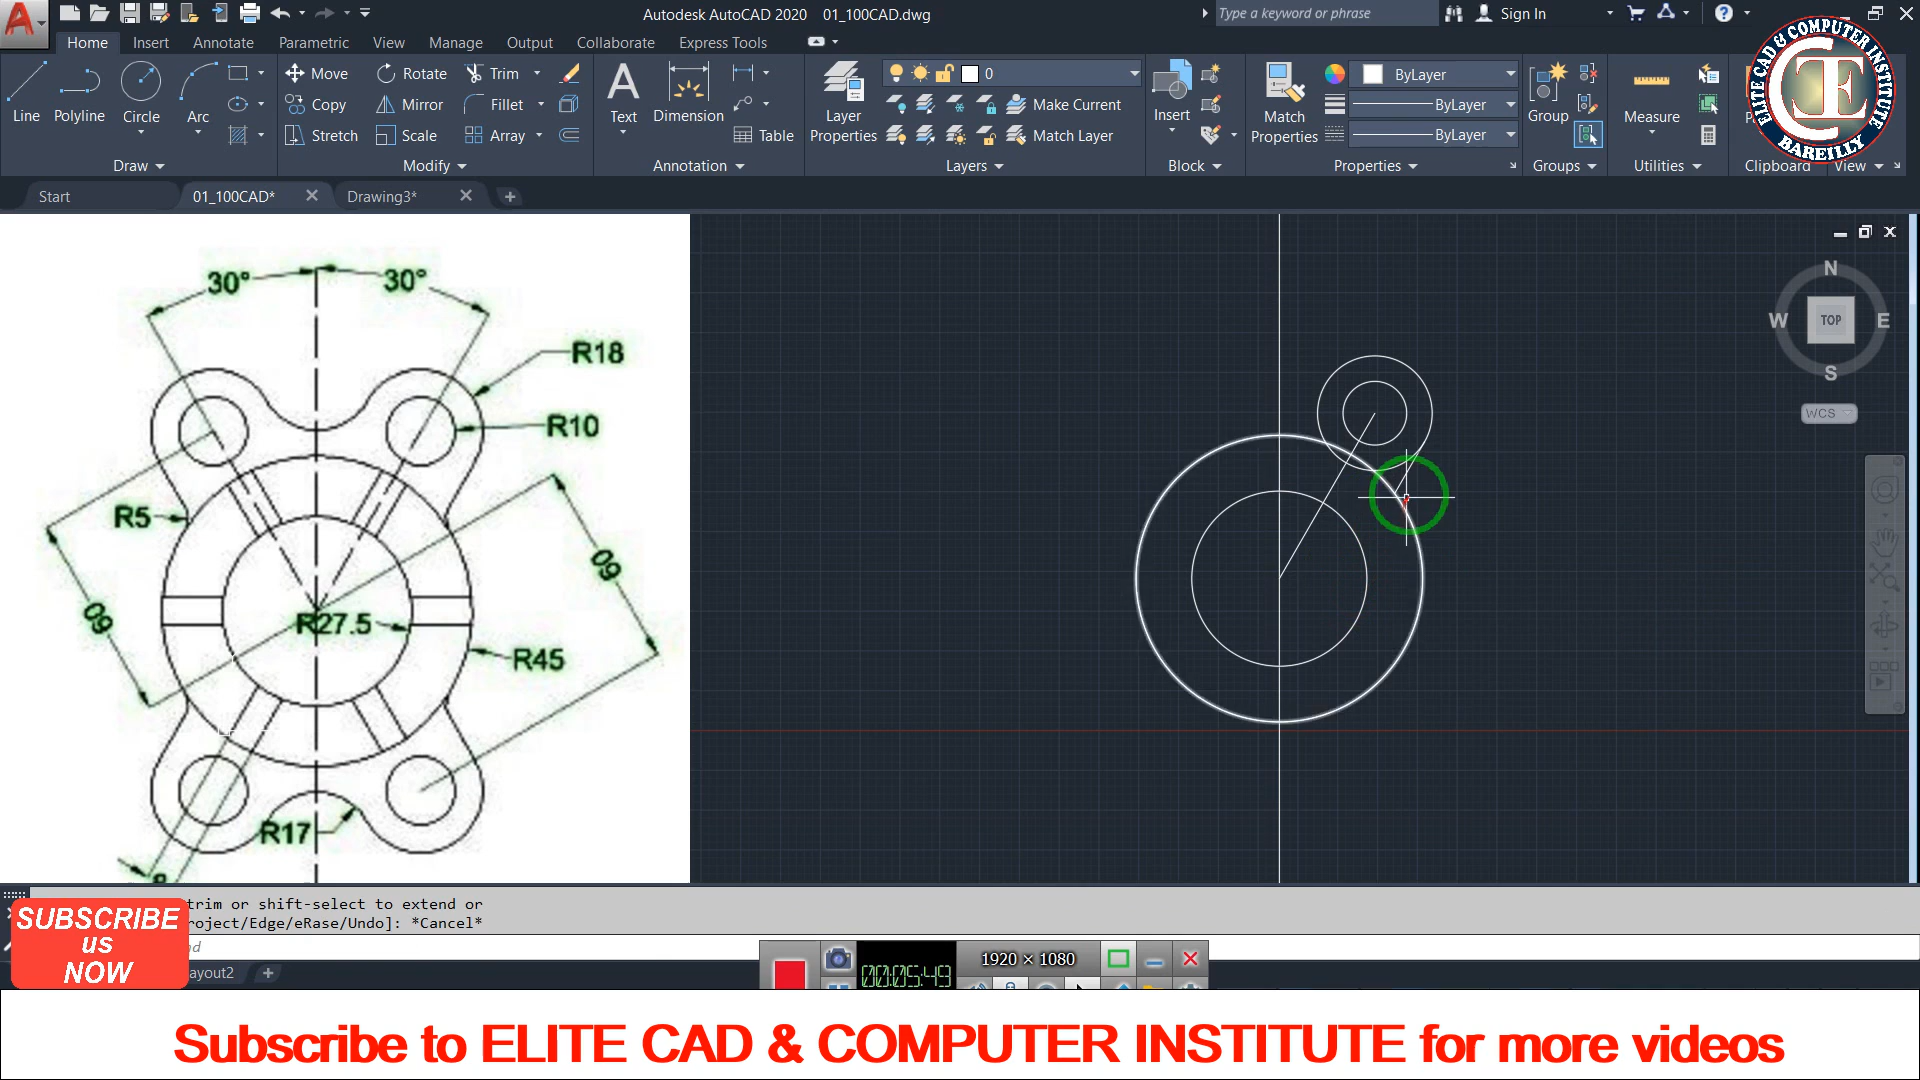 Autodesk AutoCAD 2020 01_100CAD.dwg
Type a keyword or phrase
Sign In
Home Insert Annotate Parametric View Manage Output Collaborate Express Tools
Line Polyline Circle Arc
Move Rotate Trim
Copy Mirror Fillet
Stretch Scale Array
Text Dimension Table
Layer Properties
0
Make Current
Match Layer
Insert
Match Properties
ByLayer
ByLayer
ByLayer
Group
Measure
Draw Modify Annotation Layers Block Properties Groups Utilities Clipboard View
ELITE CAD & COMPUTER INSTITUTE
BAREILLY
Start 01_100CAD* Drawing3*
30° 30°
R18
R10
R5
60
60
R27.5
R45
R17
8
N
W TOP E
S
WCS
trim or shift-select to extend or
roject/Edge/eRase/Undo]: *Cancel*
nd
ayout2
SUBSCRIBE
us
NOW
00:05:49
1920 × 1080
Subscribe to ELITE CAD & COMPUTER INSTITUTE for more videos